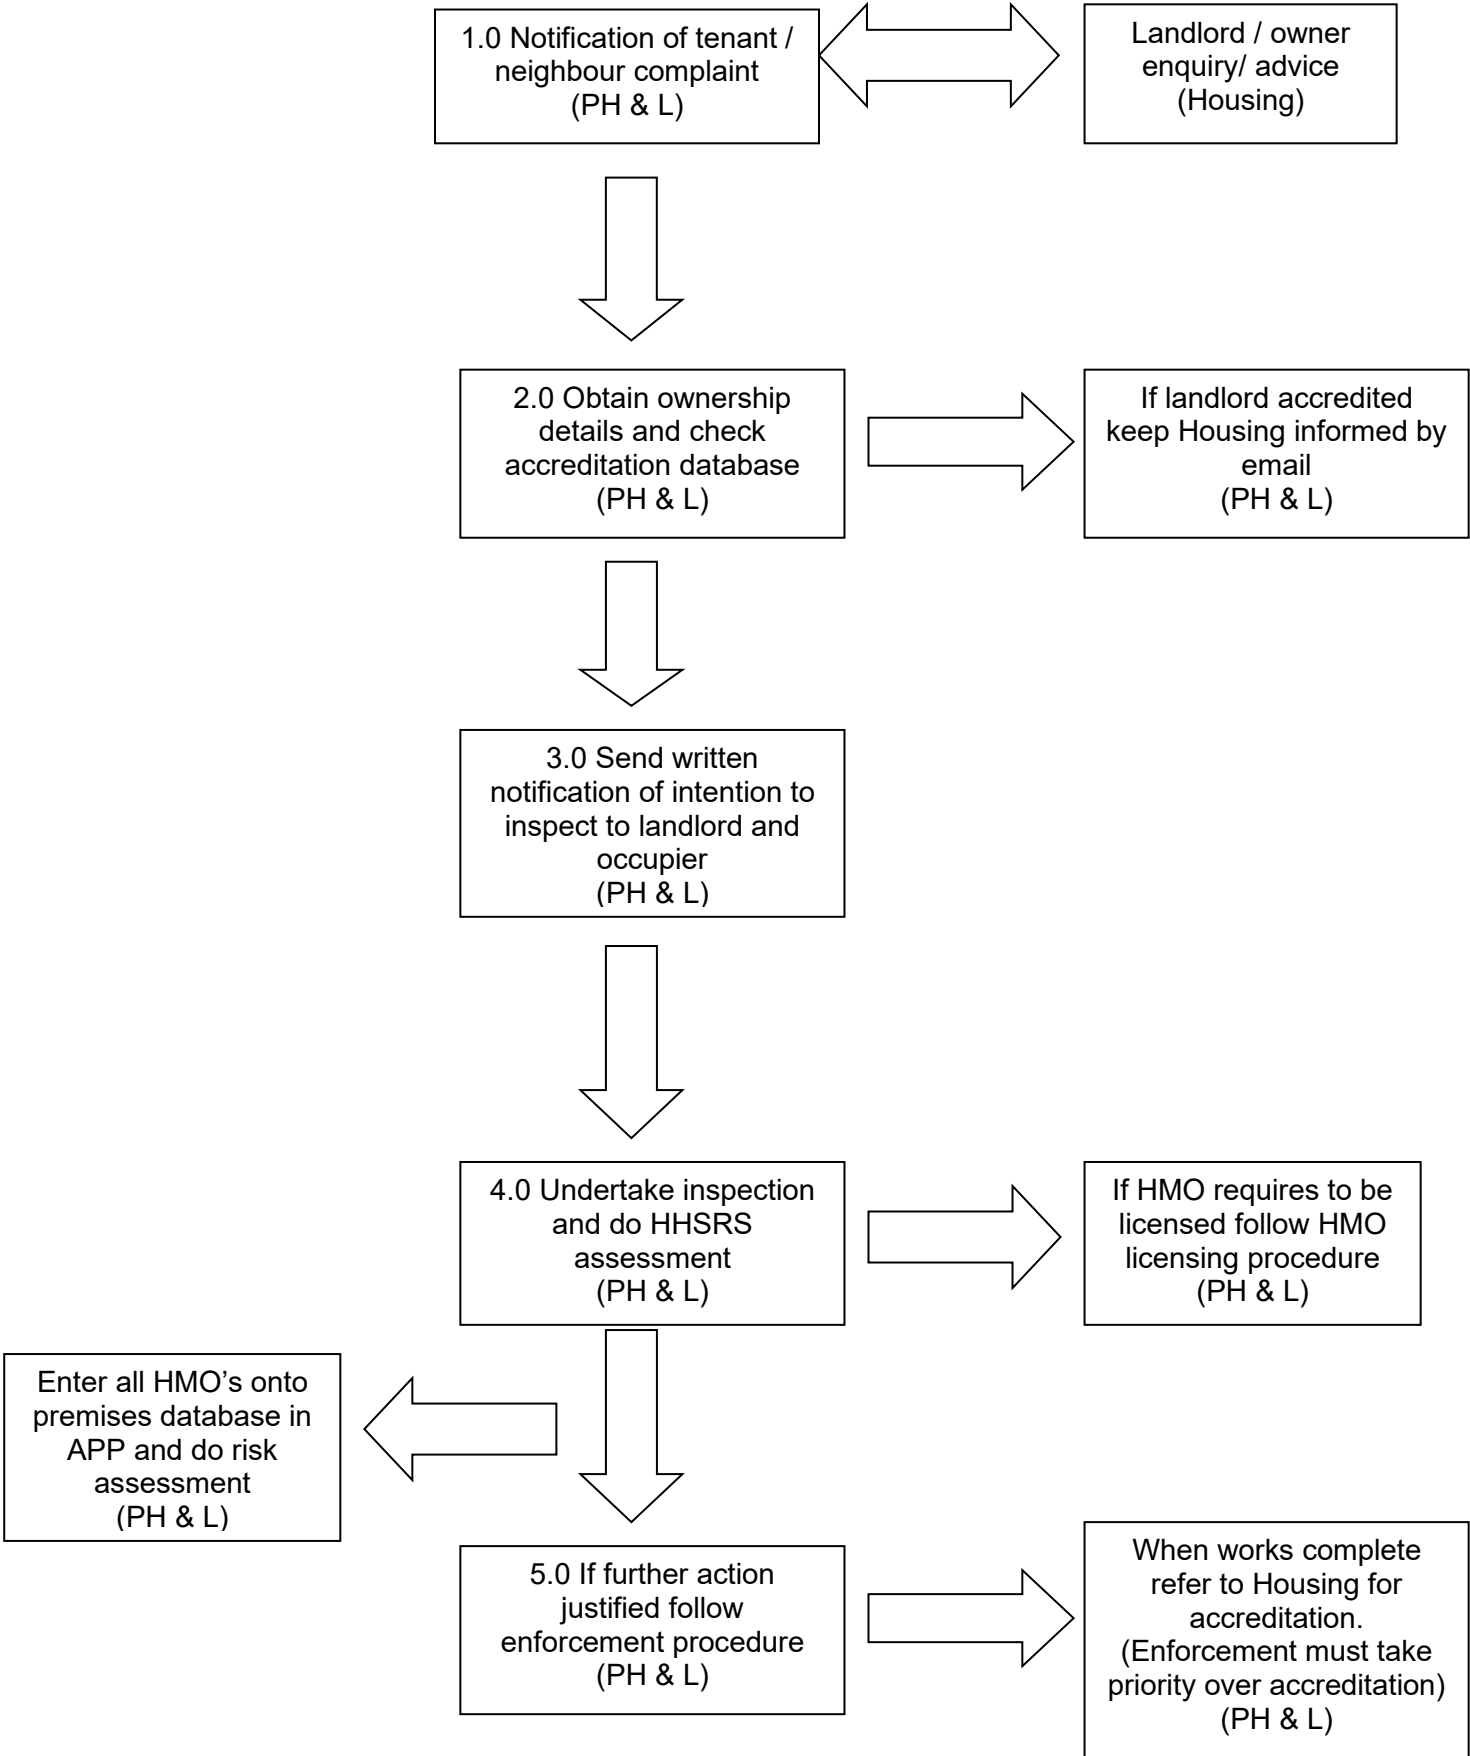 1.0 Notification of tenant /
neighbour complaint
(PH & L)
Landlord / owner
enquiry/ advice
(Housing)
2.0 Obtain ownership
details and check
accreditation database
(PH & L)
If landlord accredited
keep Housing informed by
email
(PH & L)
3.0 Send written
notification of intention to
inspect to landlord and
occupier
(PH & L)
4.0 Undertake inspection
and do HHSRS
assessment
(PH & L)
If HMO requires to be
licensed follow HMO
licensing procedure
(PH & L)
Enter all HMO’s onto
premises database in
APP and do risk
assessment
(PH & L)
5.0 If further action
justified follow
enforcement procedure
(PH & L)
When works complete
refer to Housing for
accreditation.
(Enforcement must take
priority over accreditation)
(PH & L)